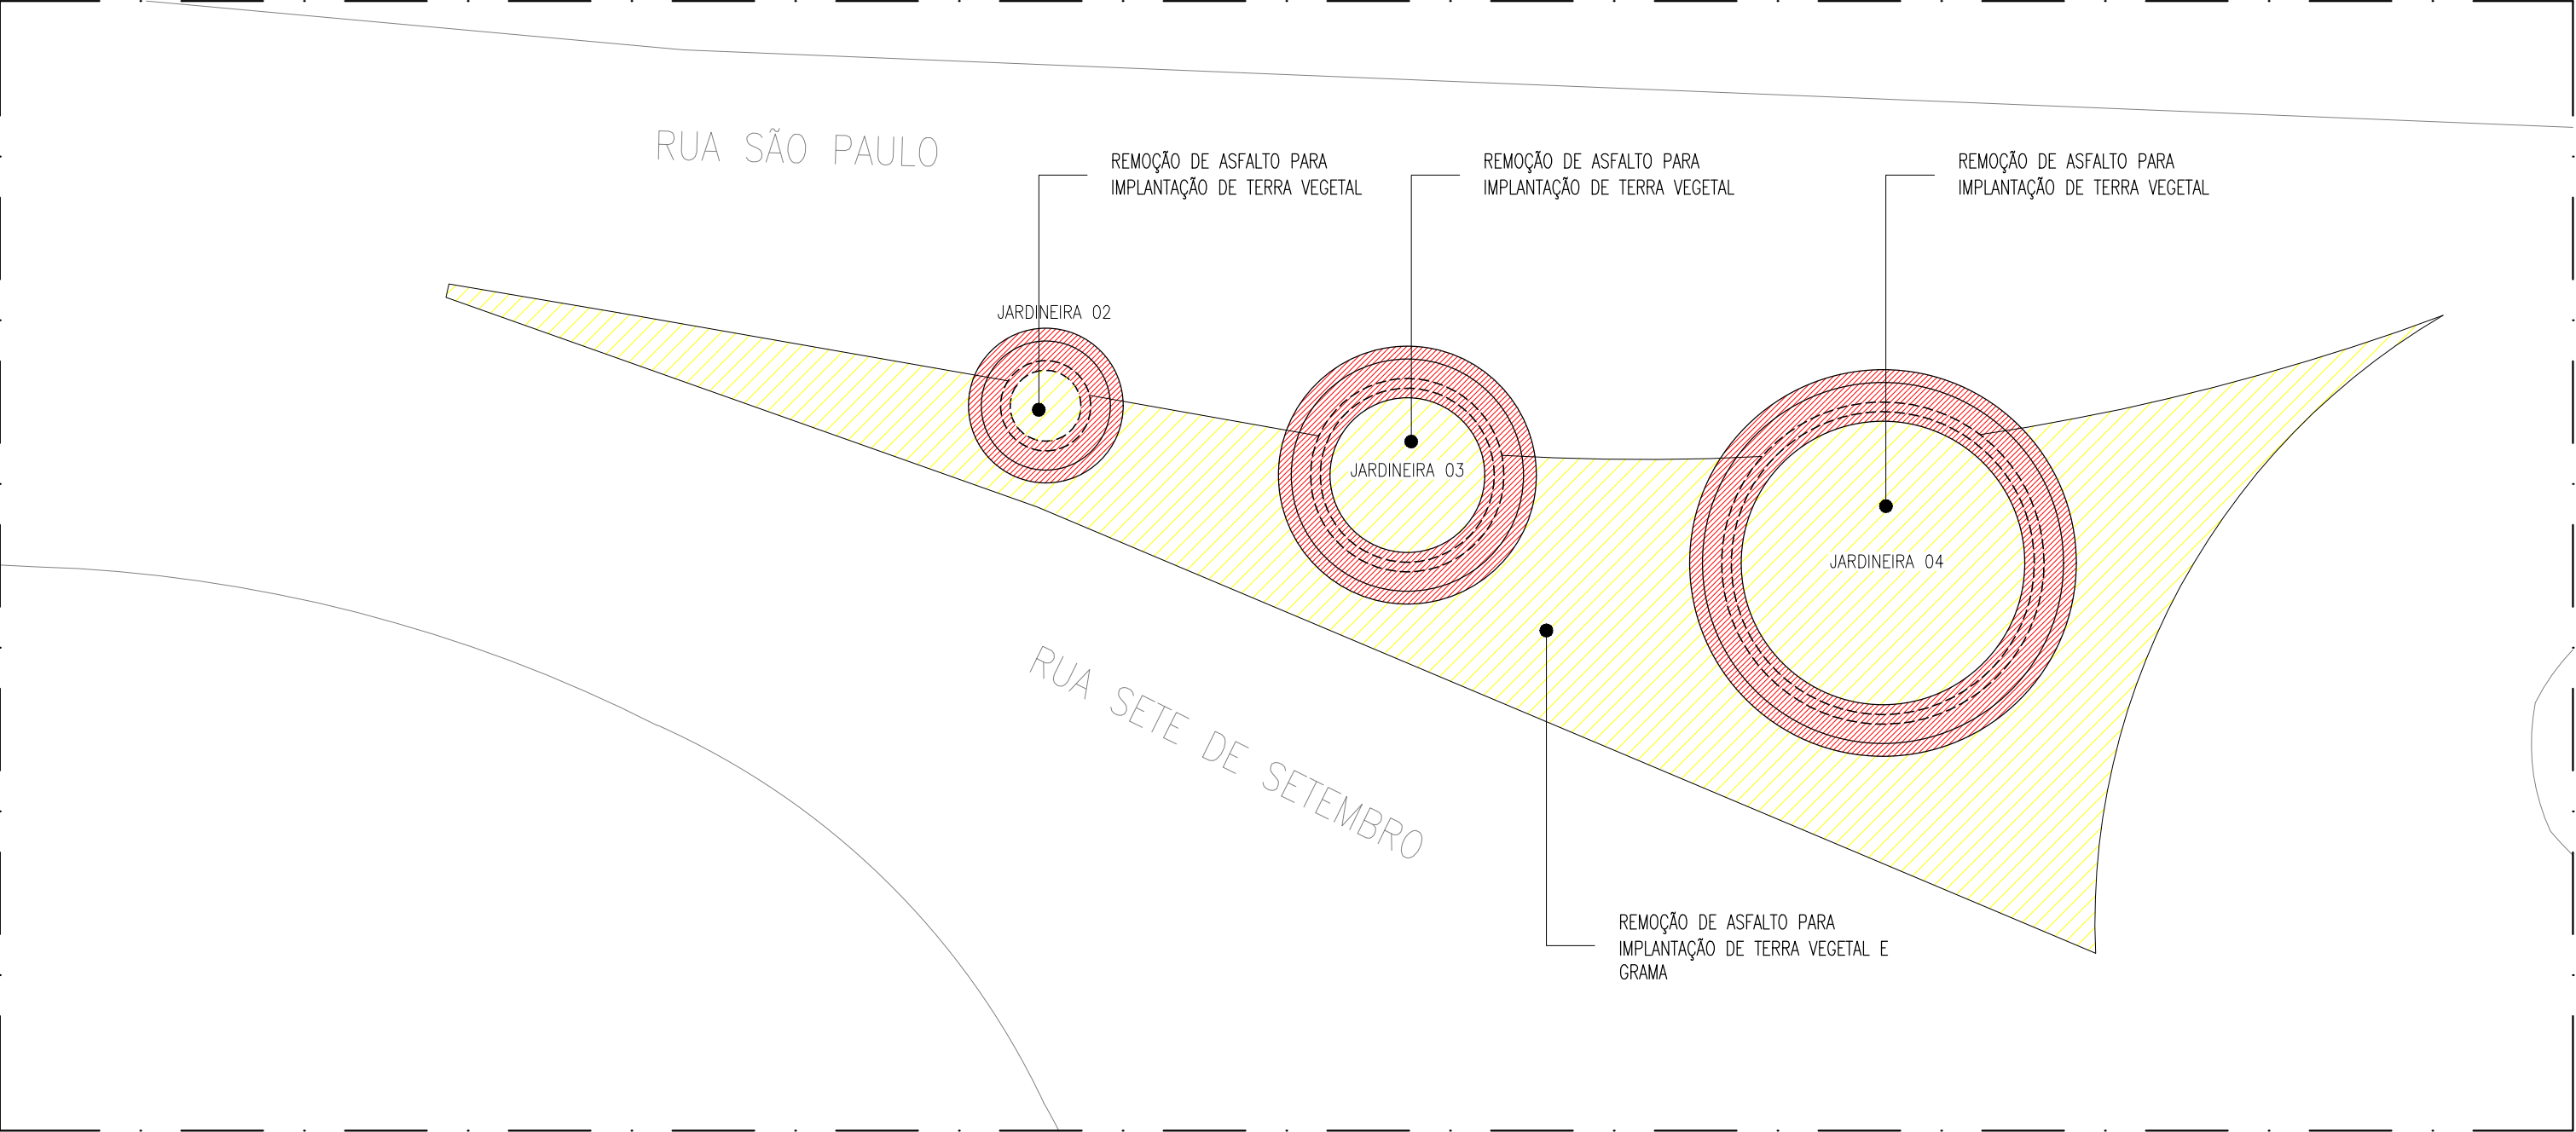 RUA SÃO PAULO
REMOÇÃO DE ASFALTO PARA
IMPLANTAÇÃO DE TERRA VEGETAL
REMOÇÃO DE ASFALTO PARA
IMPLANTAÇÃO DE TERRA VEGETAL
REMOÇÃO DE ASFALTO PARA
IMPLANTAÇÃO DE TERRA VEGETAL
JARDINEIRA 02
JARDINEIRA 03
JARDINEIRA 04
RUA SETE DE SETEMBRO
REMOÇÃO DE ASFALTO PARA
IMPLANTAÇÃO DE TERRA VEGETAL E
GRAMA